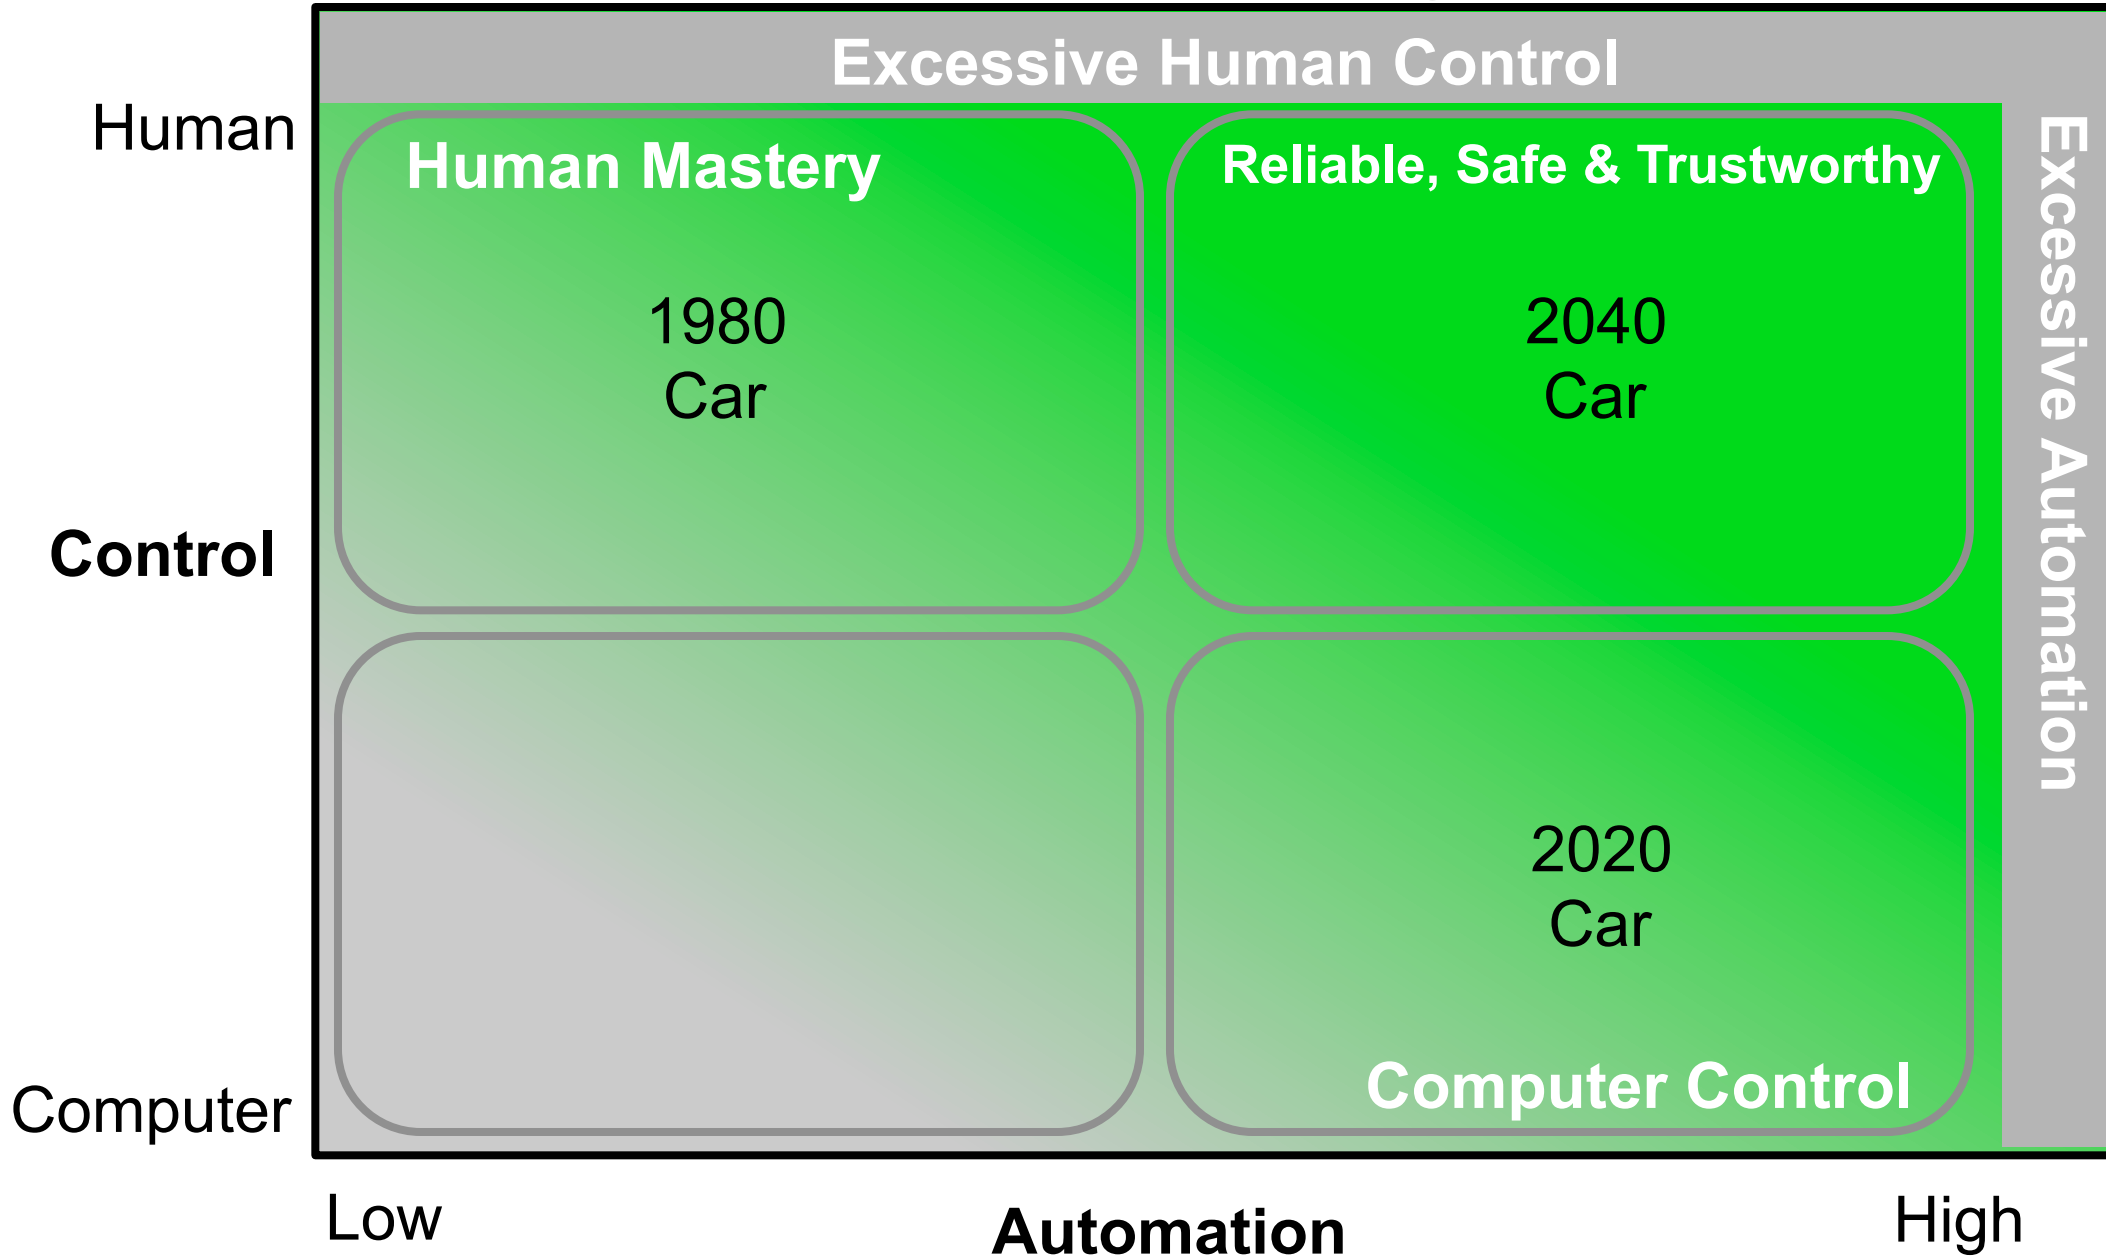 Excessive Human Control
Human
Human Mastery
Reliable, Safe & Trustworthy
Excessive Automation
1980
Car
2040
Car
Control
2020
Car
Computer Control
Computer
Low
Automation
High